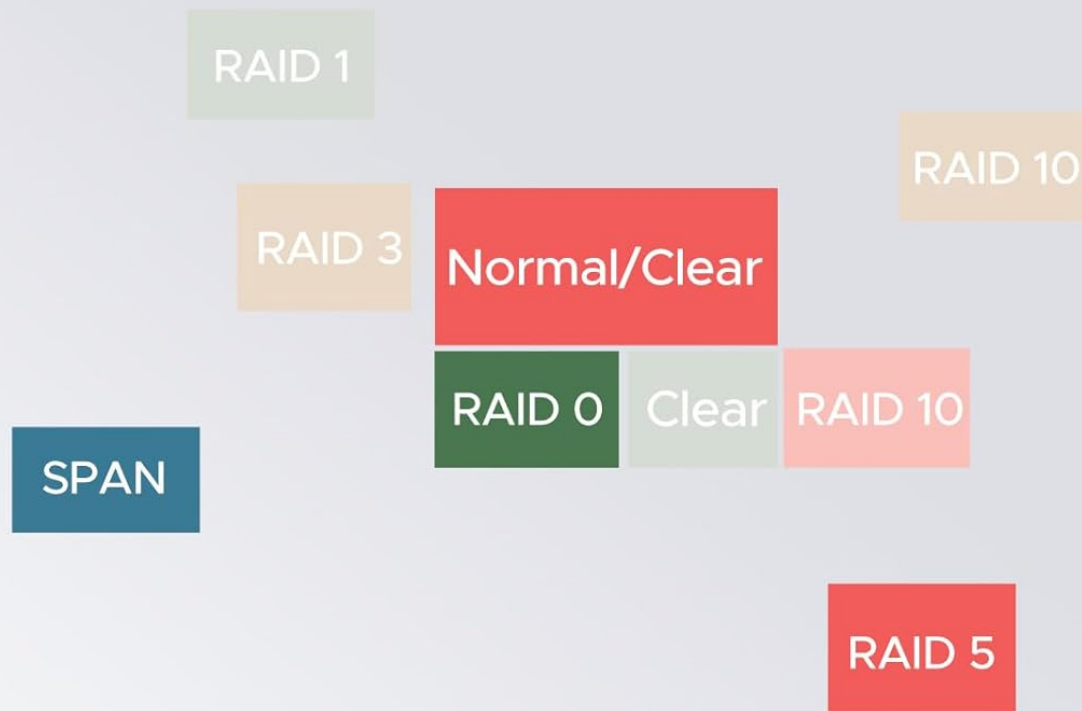 RAID 1
RAID 10
RAID 3
Normal/Clear
RAID 0
Clear
RAID 10
SPAN
RAID 5